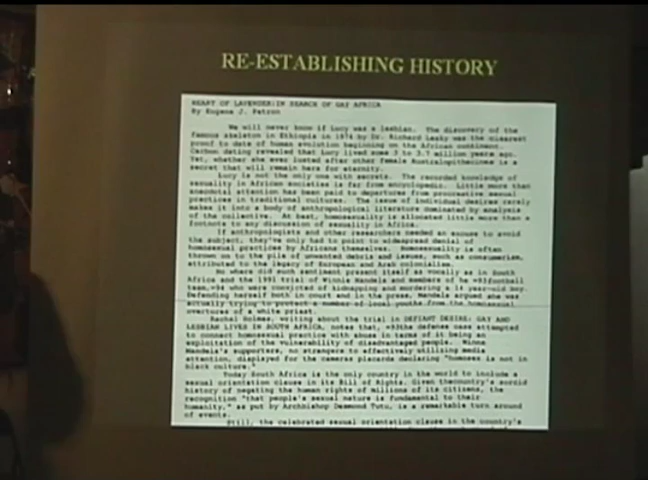 RE-ESTABLISHING HISTORY
HEART OF LAVENDER:IN SEARCH OF GAY AFRICA
By Eugene J. Patron
We will never know if Lucy was a lesbian. The discovery of the
famous skeleton in Ethiopia in 1974 by Dr. Richard Leaky was the clearest
proof to date of human evolution beginning on the African continent.
Carbon dating revealed that Lucy lived some 3 to 3.7 million years ago.
Yet, whether she ever lusted after other female Australopithecines is a
secret that will remain hers for eternity.
Lucy is not the only one with secrets. The recorded knowledge of
sexuality in African societies is far from encyclopedic. Little more than
anecdotal attention has been paid to departures from procreative sexual
practices in traditional cultures. The issue of individual desires rarely
makes it into a body of anthropological literature dominated by analysis
of the collective. At best, homosexuality is allocated little more than a
footnote to any discussion of sexuality in Africa.
If anthropologists and other researchers needed an excuse to avoid
the subject, they've only had to point to widespread denial of
homosexual practices by Africans themselves. Homosexuality is often
thrown on to the pile of unwanted debris and issues, such as consumerism,
attributed to the legacy of European and Arab colonialism.
No where did such sentiment present itself as vocally as in South
Africa and the 1991 trial of Winnie Mandela and members of he =93football
team,=94 who were convicted of kidnapping and murdering a 14 year-old boy.
Defending herself both in court and in the press, Mandela argued she was
actually trying to protect a number of local youths from the homosexual
overtures of a white priest.
Rachel Holmes, writing about the trial in DEFIANT DESIRE: GAY AND
LESBIAN LIVES IN SOUTH AFRICA, notes that, =93the defense case attempted
to connect homosexual practice with abuse in terms of it being an
exploitation of the vulnerability of disadvantaged people. Winne
Mandela's supporters, no strangers to effectively utilizing media
attention, displayed for the cameras placards declaring "homosex is not in
black culture."
Today South Africa is the only country in the world to include a
sexual orientation clause in its Bill of Rights. Given thecountry's sordid
history of negating the human rights of millions of its citizens, the
recognition "that people's sexual nature is fundamental to their
humanity," as put by Archbishop Desmond Tutu, is a remarkable turn around
of events.
Still, the celebrated sexual orientation clause in the country's